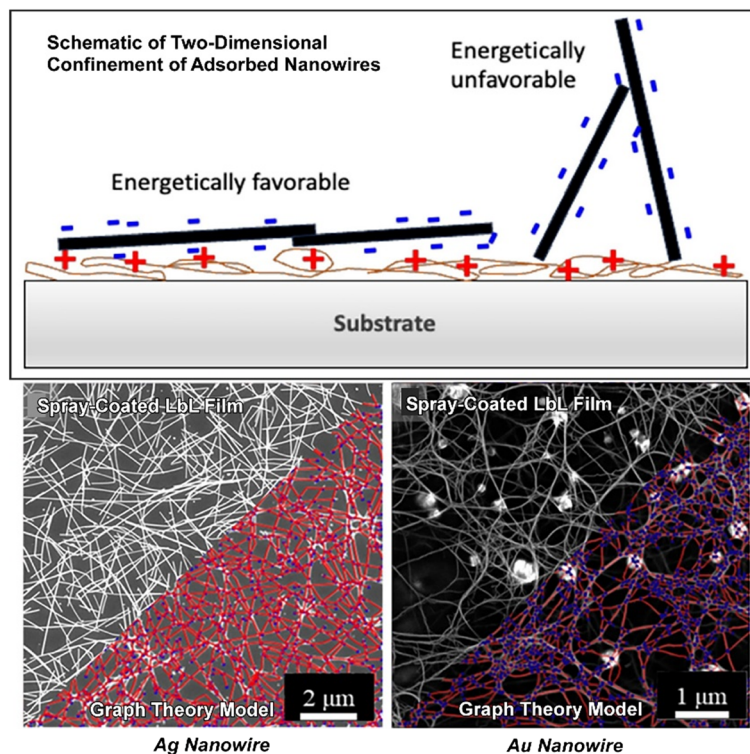 Schematic of Two-Dimensional
Confinement of Adsorbed Nanowires
Energetically
unfavorable
Energetically favorable
Substrate
Spray-Coated LbL Film
Graph Theory Model
2 μm
Spray-Coated LbL Film
Graph Theory Model
1 μm
Ag Nanowire
Au Nanowire